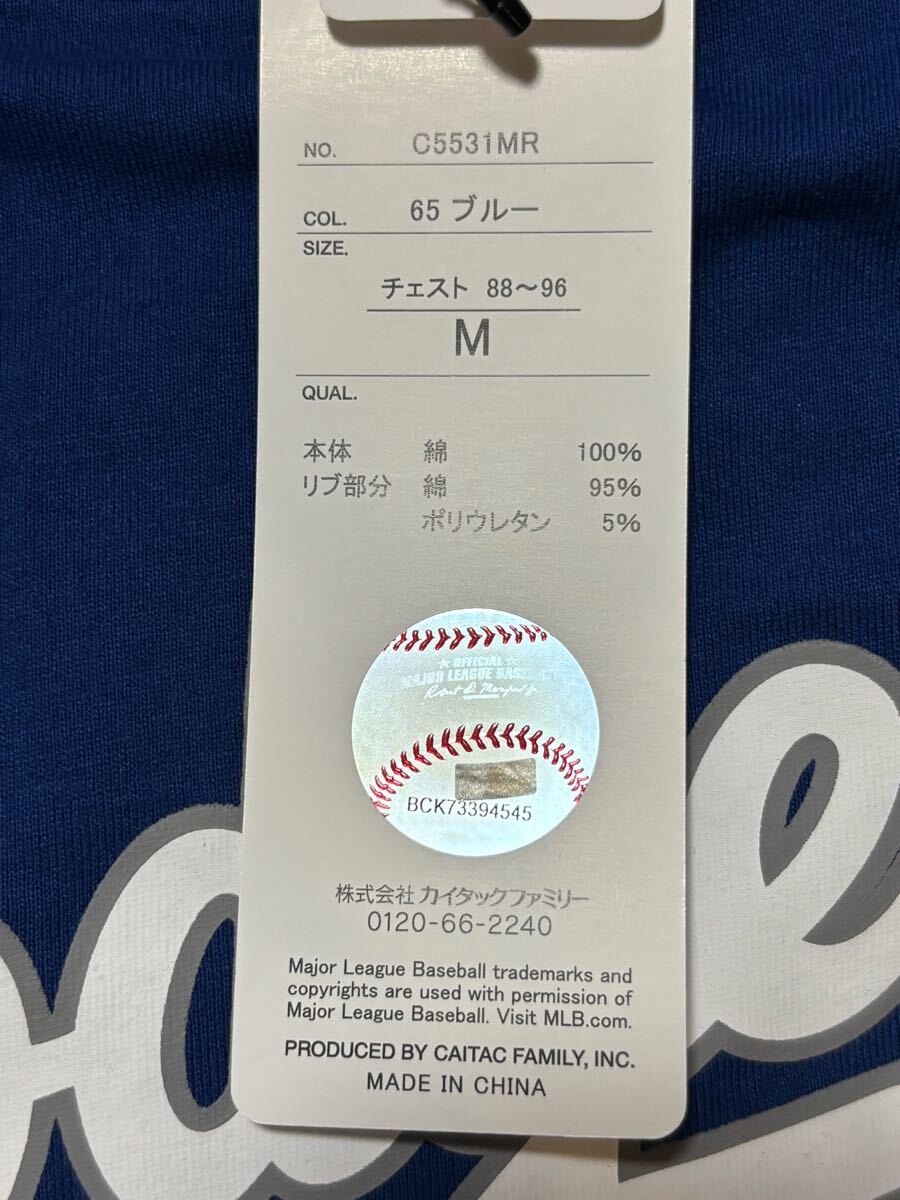 NO. C5531MR
COL. 65 ブルー
SIZE.
チェスト 88～96
M
QUAL.
本体 綿 100%
リブ部分 綿 95%
ポリウレタン 5%
★ OFFICIAL ★
MAJOR LEAGUE BASEBALL
BCK73394545
株式会社 カイタックファミリー
0120-66-2240
Major League Baseball trademarks and
copyrights are used with permission of
Major League Baseball. Visit MLB.com.
PRODUCED BY CAITAC FAMILY, INC.
MADE IN CHINA